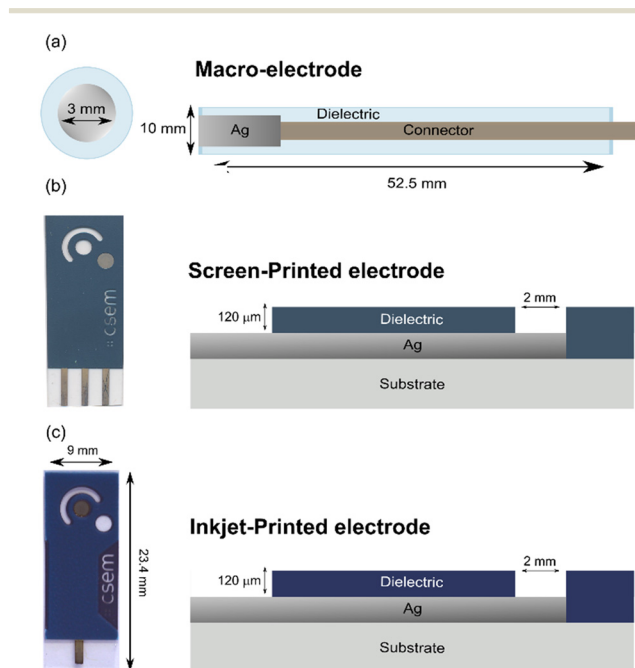 (a)
Macro-electrode
3 mm
10 mm
Dielectric
Ag
Connector
52.5 mm
(b)
Screen-Printed electrode
csem
2 mm
120 μm
Dielectric
Ag
Substrate
(c)
9 mm
csem
23.4 mm
Inkjet-Printed electrode
2 mm
120 μm
Dielectric
Ag
Substrate